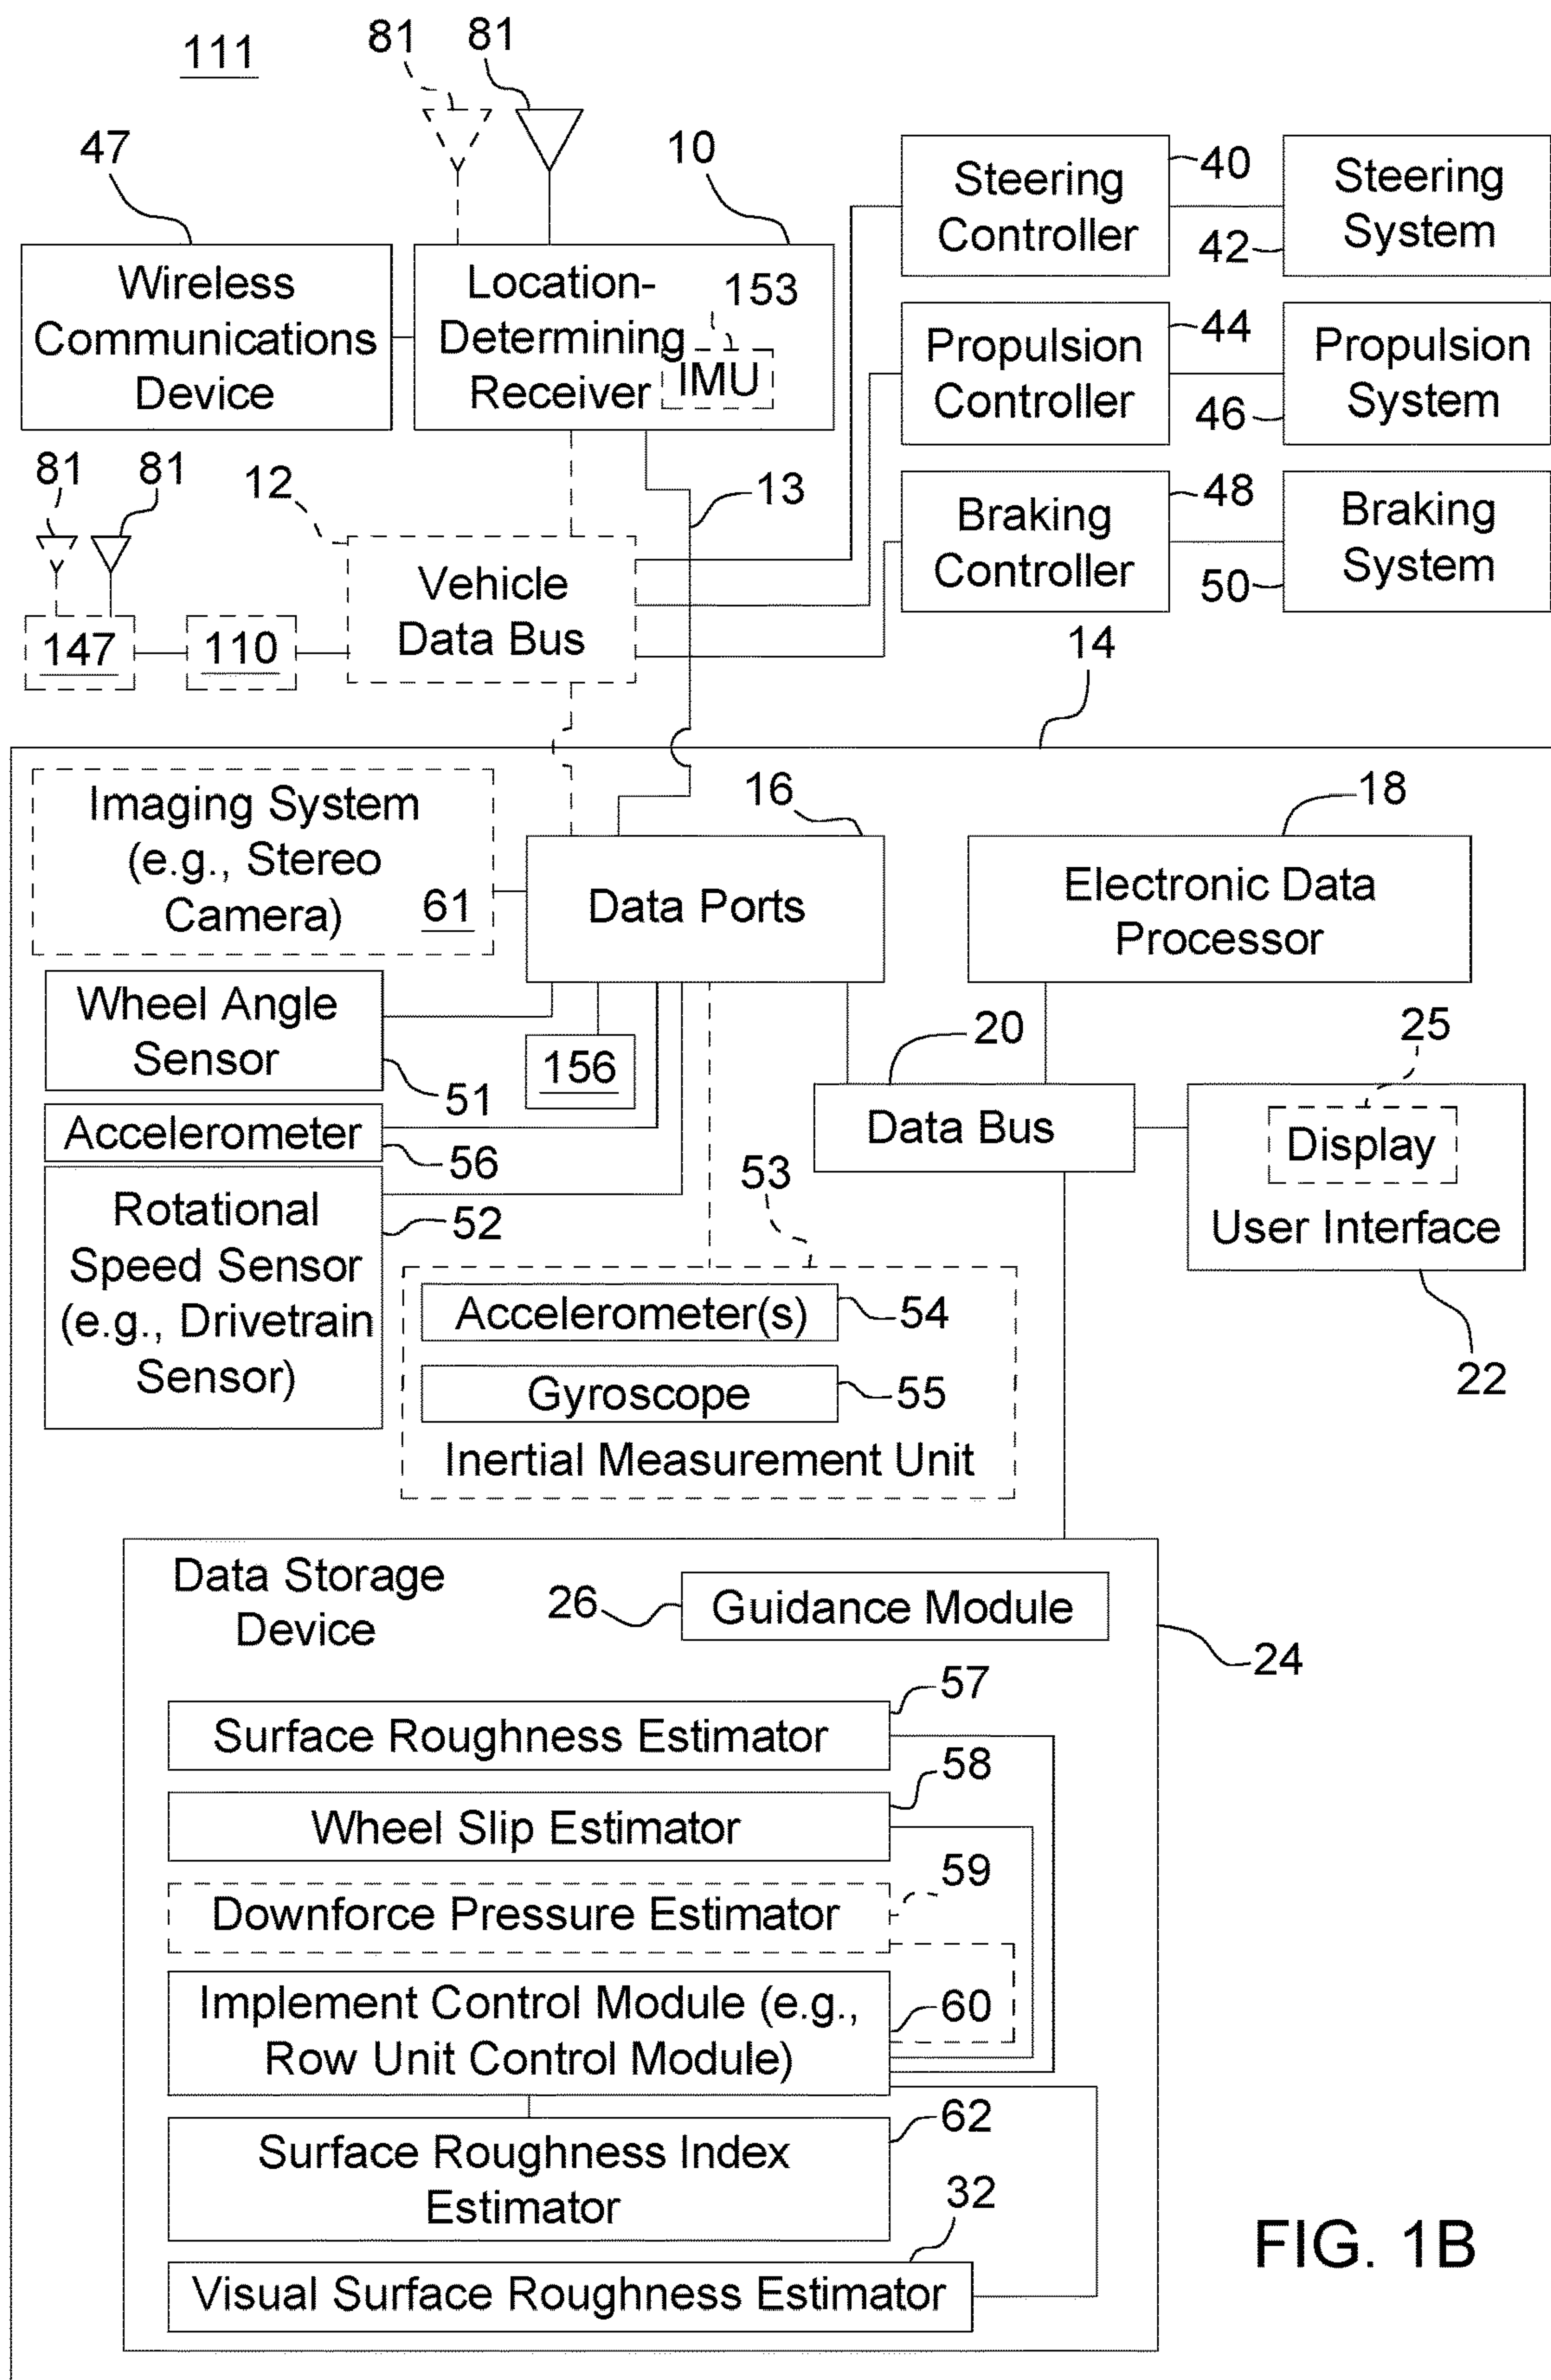 111
81
81
47
10
Wireless
Communications
Device
Location-
Determining
Receiver
153
IMU
Steering
Controller
40
42
Steering
System
Propulsion
Controller
44
46
Propulsion
System
Braking
Controller
48
50
Braking
System
81
81
12
13
147
110
Vehicle
Data Bus
14
Imaging System
(e.g., Stereo
Camera)
61
16
Data Ports
18
Electronic Data
Processor
Wheel Angle
Sensor
51
156
20
Data Bus
25
Display
User Interface
22
Accelerometer
56
Rotational
Speed Sensor
(e.g., Drivetrain
Sensor)
52
53
Accelerometer(s)
54
Gyroscope
55
Inertial Measurement Unit
Data Storage
Device
26
Guidance Module
24
57
Surface Roughness Estimator
58
Wheel Slip Estimator
59
Downforce Pressure Estimator
Implement Control Module (e.g.,
Row Unit Control Module)
60
62
Surface Roughness Index
Estimator
32
Visual Surface Roughness Estimator
FIG. 1B